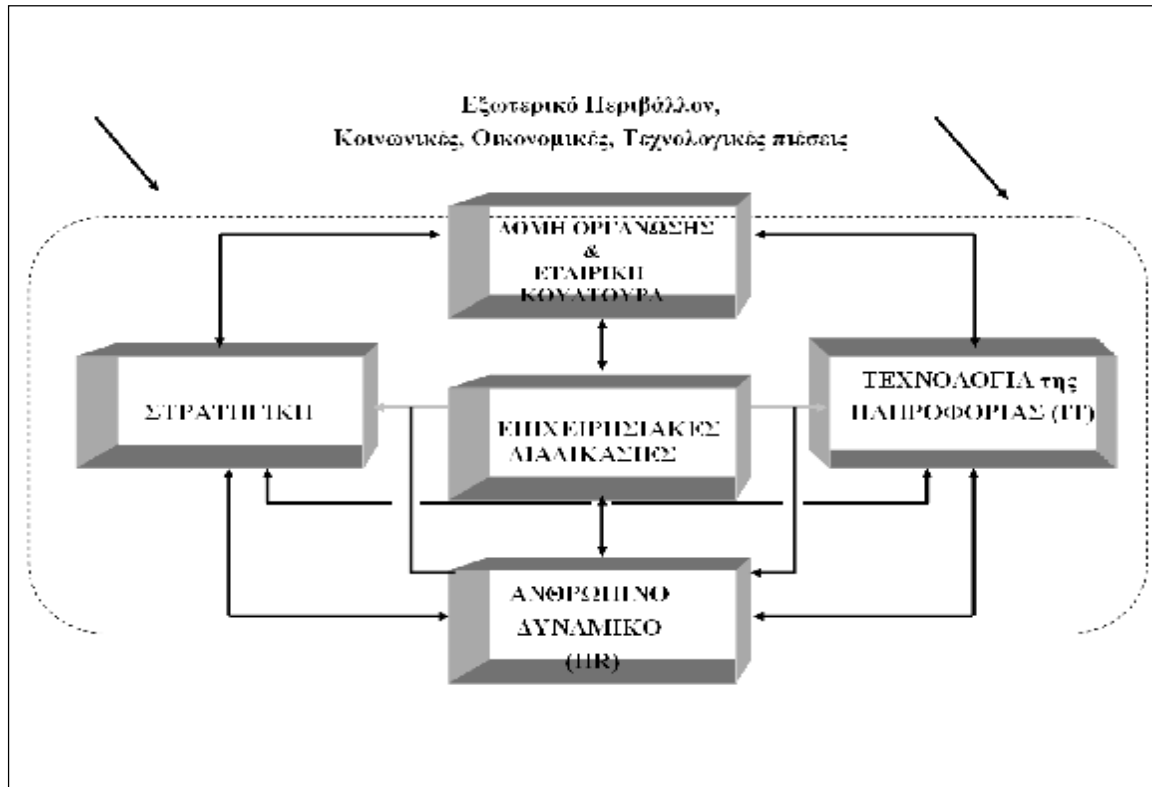 Εξωτερικό Περιβάλλον,
Κοινωνικές, Οικονομικές, Τεχνολογικές πιέσεις
ΔΟΜΗ ΟΡΓΑΝΩΣΗΣ
&
ΕΤΑΙΡΙΚΗ
ΚΟΥΛΤΟΥΡΑ
ΣΤΡΑΤΗΓΙΚΗ
ΕΠΙΧΕΙΡΗΣΙΑΚΕΣ
ΔΙΑΔΙΚΑΣΙΕΣ
ΤΕΧΝΟΛΟΓΙΑ της
ΠΛΗΡΟΦΟΡΙΑΣ (IT)
ΑΝΘΡΩΠΙΝΟ
ΔΥΝΑΜΙΚΟ
(HR)